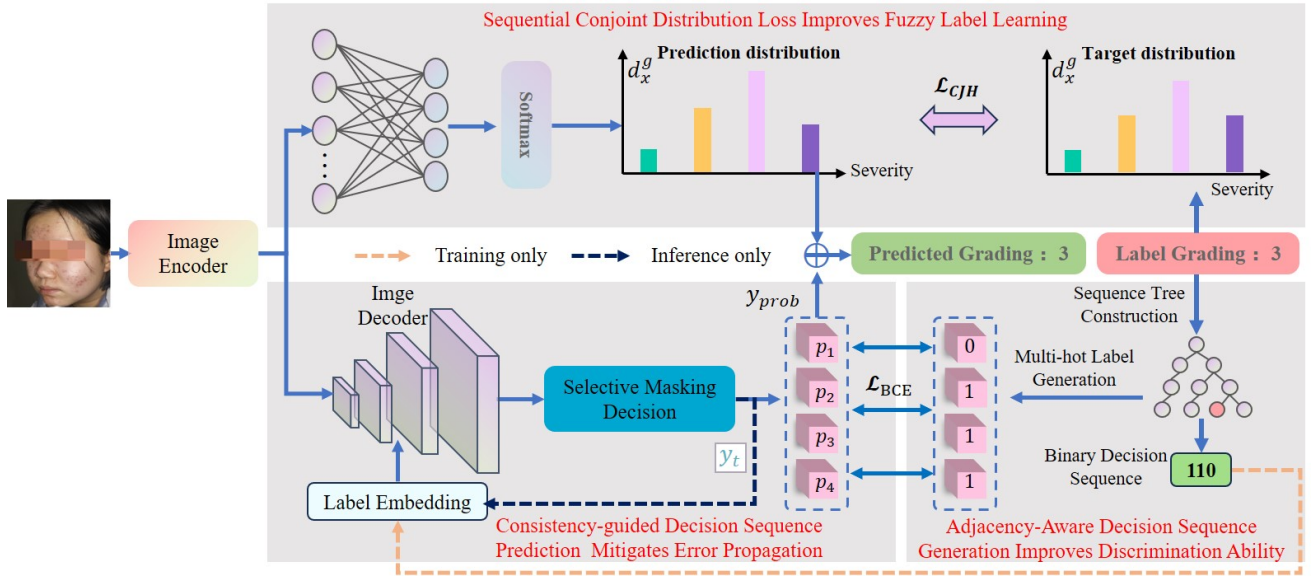 Sequential Conjoint Distribution Loss Improves Fuzzy Label Learning
Softmax
Prediction distribution
d_x^g
Severity
ℒ_CJH
Target distribution
d_x^g
Severity
Image
Encoder
Training only
Inference only
Predicted Grading : 3
Label Grading : 3
Imge
Decoder
Selective Masking
Decision
y_t
Label Embedding
y_prob
p_1
p_2
p_3
p_4
ℒ_BCE
0
1
1
1
Sequence Tree
Construction
Multi-hot Label
Generation
Binary Decision
Sequence
110
Consistency-guided Decision Sequence
Prediction Mitigates Error Propagation
Adjacency-Aware Decision Sequence
Generation Improves Discrimination Ability